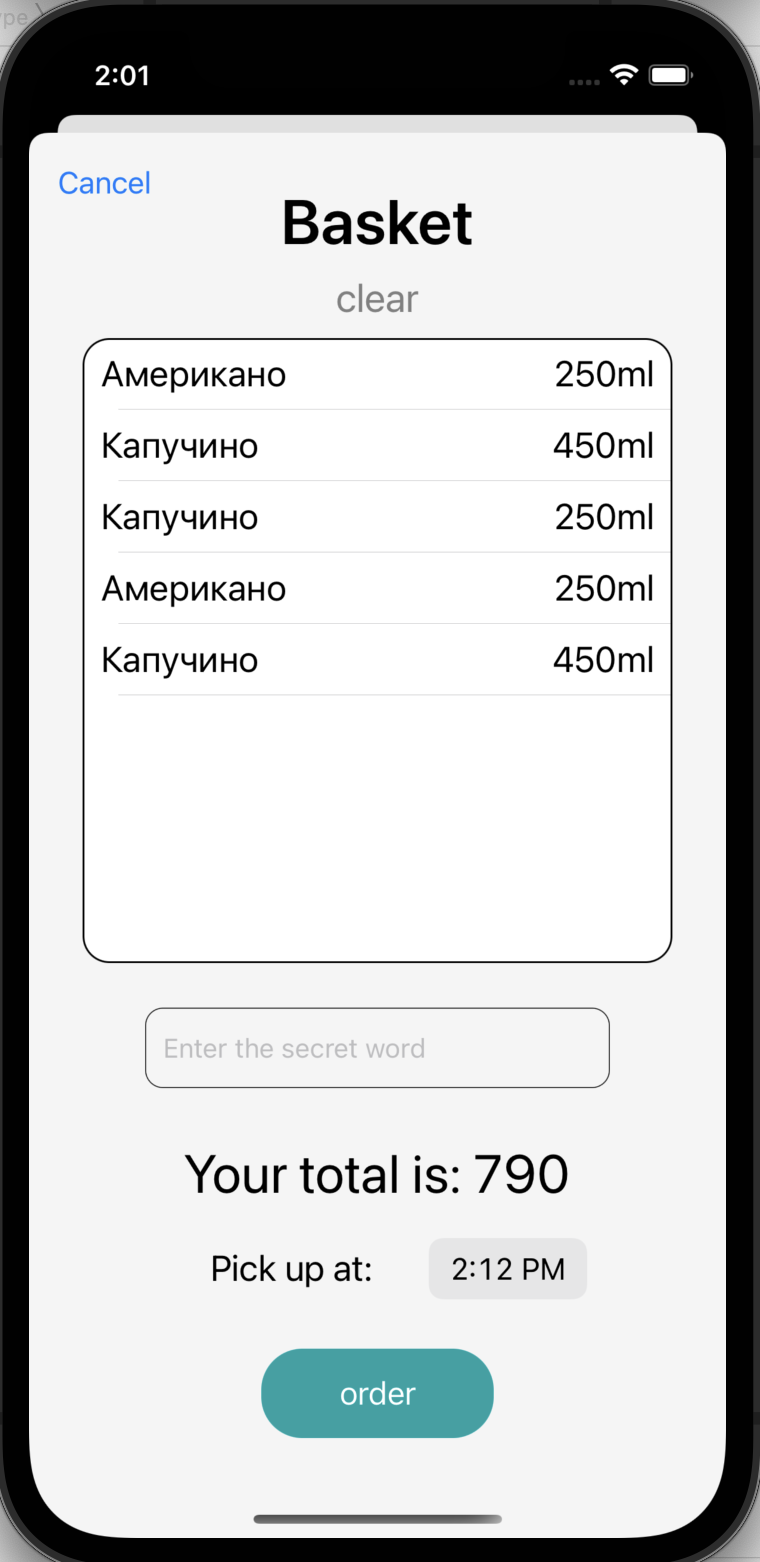 ype
2:01
Cancel
Basket
clear
Американо 250ml
Капучино 450ml
Капучино 250ml
Американо 250ml
Капучино 450ml
Enter the secret word
Your total is: 790
Pick up at: 2:12 PM
order